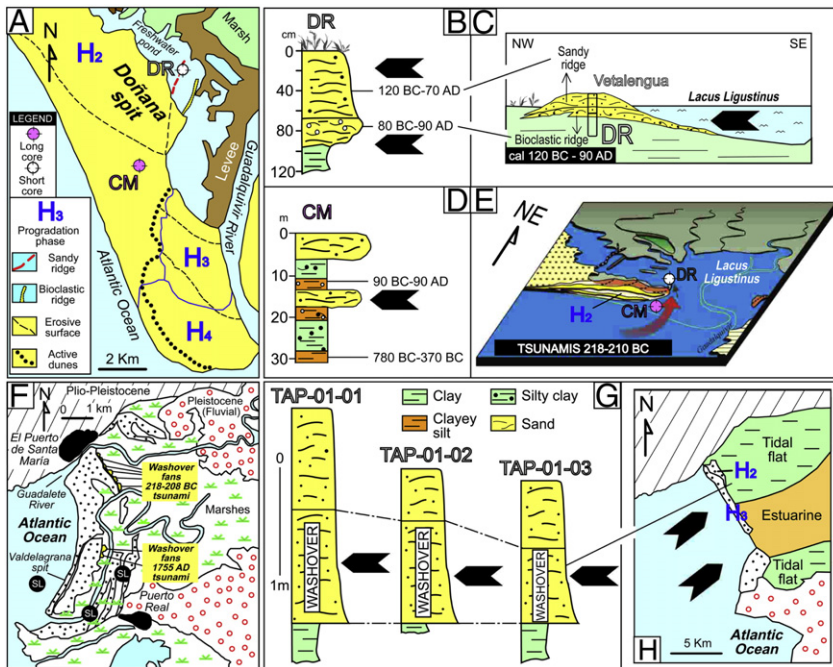 A
N
H2
Freshwater
pond
Marsh
DR
Doñana
spit
LEGEND
Long
core
Short
core
CM
Levee
Guadalquivir River
H3
Progradation
phase
Sandy
ridge
Bioclastic
ridge
Erosive
surface
Active
dunes
Atlantic Ocean
H3
H4
2 Km
B
DR
cm
0
40
80
120
120 BC-70 AD
80 BC-90 AD
C
NW
SE
Sandy
ridge
Vetalengua
Lacus Ligustinus
Bioclastic ridge
DR
cal 120 BC - 90 AD
D
CM
m
0
10
20
30
90 BC-90 AD
780 BC-370 BC
E
NE
DR
Lacus
Ligustinus
H2
CM
TSUNAMIS 218-210 BC
F
N
Plio-Pleistocene
0 1 km
Pleistocene
(Fluvial)
El Puerto
de Santa
María
Washover
fans
218-208 BC
tsunami
Guadalete
River
Marshes
Atlantic
Ocean
Valdelagrana
spit
Washover
fans
1755 AD
tsunami
SL
SL
SL
Puerto
Real
G
TAP-01-01
TAP-01-02
TAP-01-03
Clay
Silty clay
Clayey
silt
Sand
0
1m
WASHOVER
WASHOVER
WASHOVER
H
N
Tidal
flat
H2
H3
Estuarine
Tidal
flat
5 Km
Atlantic
Ocean